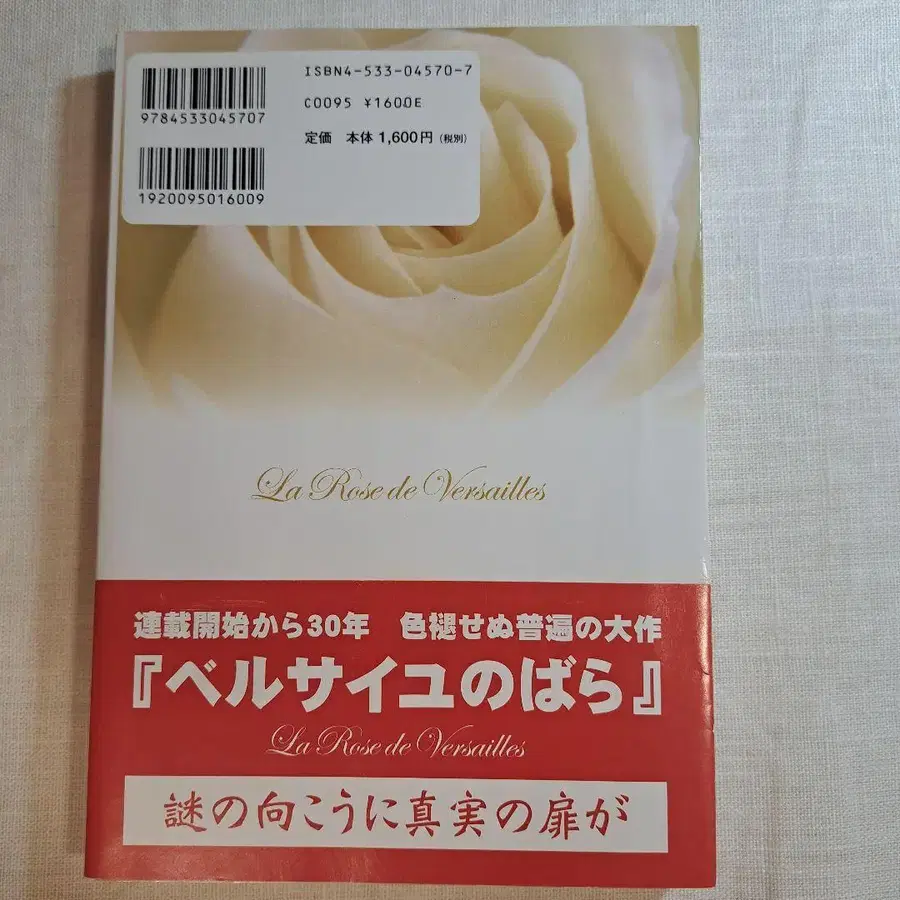 ISBN4-533-04570-7
C0095 ¥1600E
定価 本体1,600円(税別)
9784533045707
1920095016009
La Rose de Versailles
連載開始から30年 色褪せぬ普遍の大作
『ベルサイユのばら』
La Rose de Versailles
謎の向こうに真実の扉が